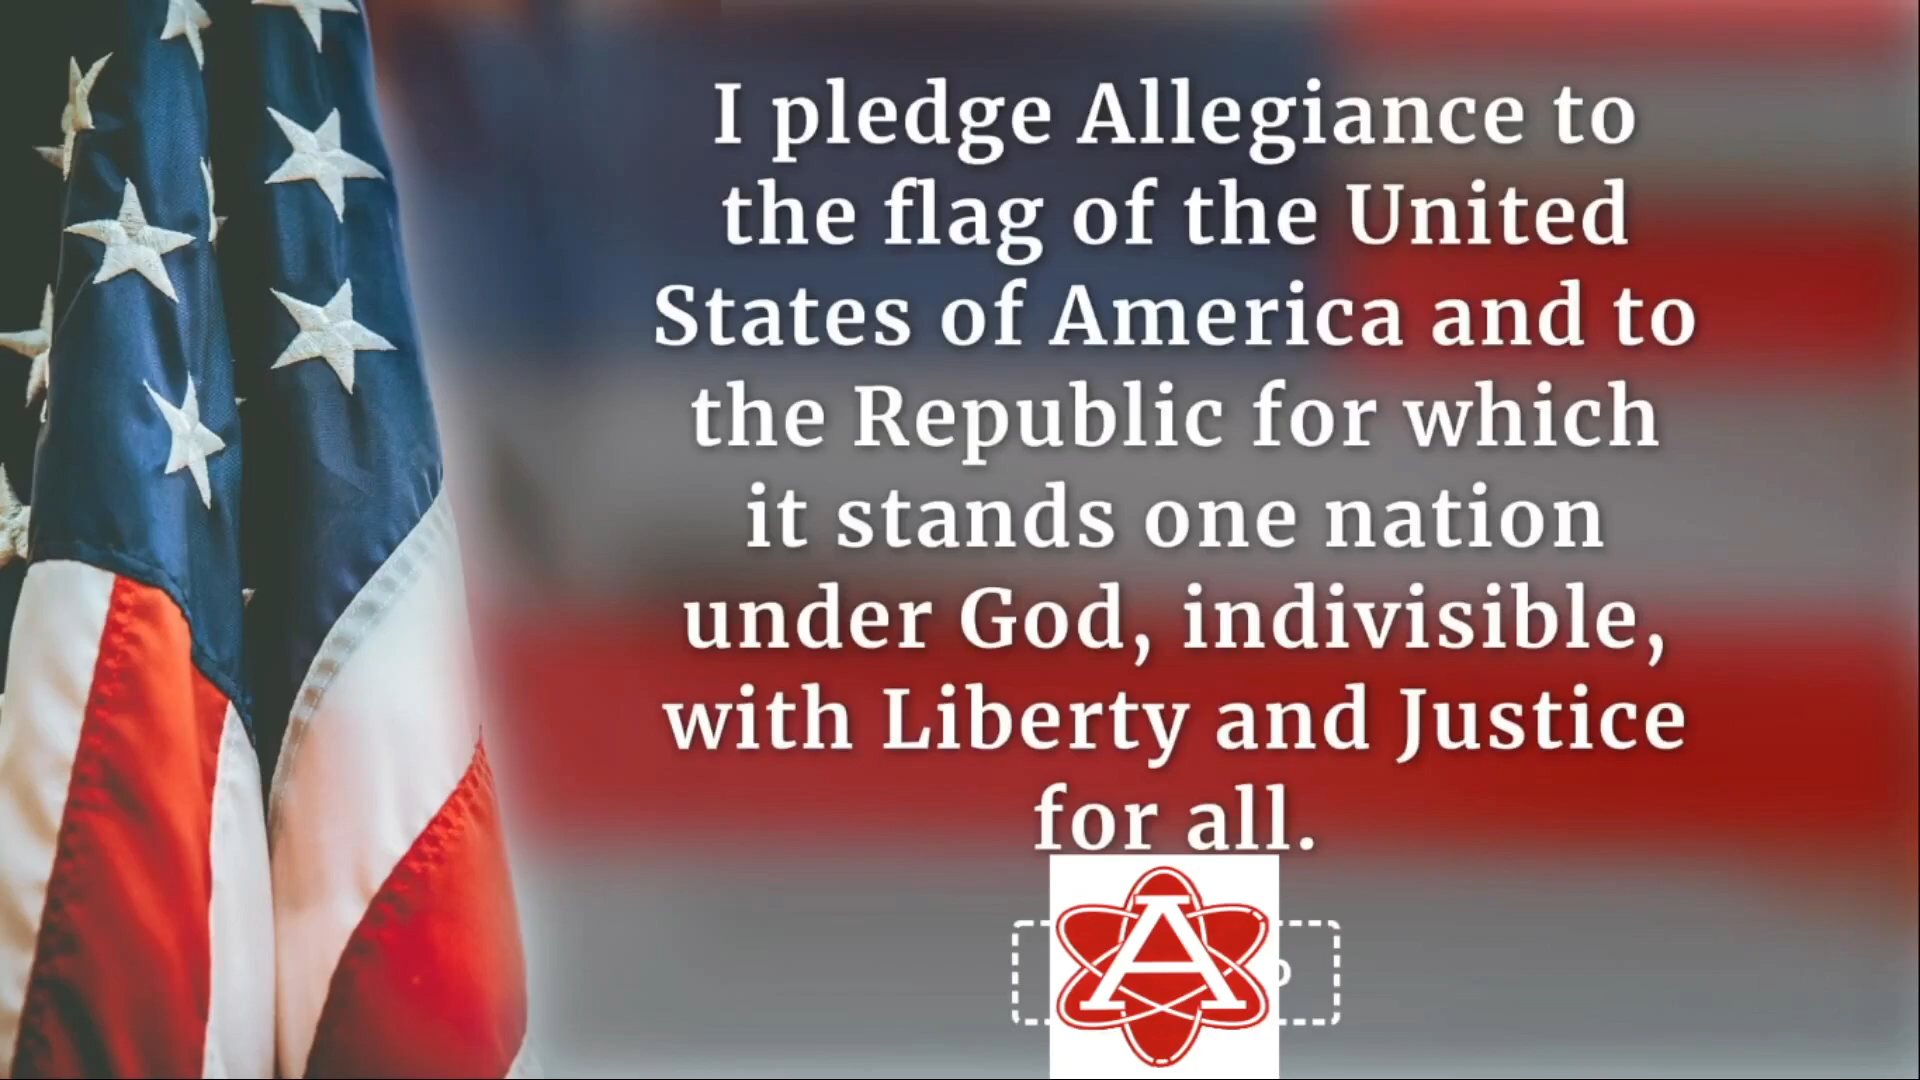 I pledge Allegiance to
the flag of the United
States of America and to
the Republic for which
it stands one nation
under God, indivisible,
with Liberty and Justice
for all.
A